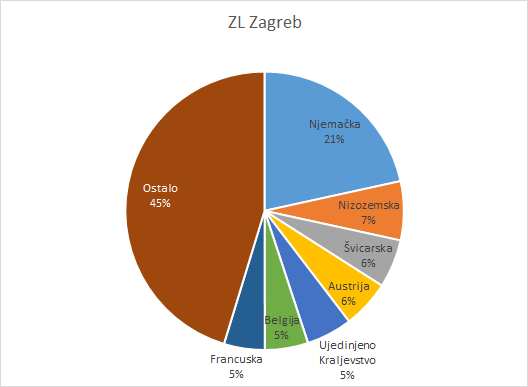 ZL Zagreb
Njemačka
21%
Nizozemska
7%
Švicarska
6%
Austrija
6%
Ujedinjeno
Kraljevstvo
5%
Belgija
5%
Francuska
5%
Ostalo
45%